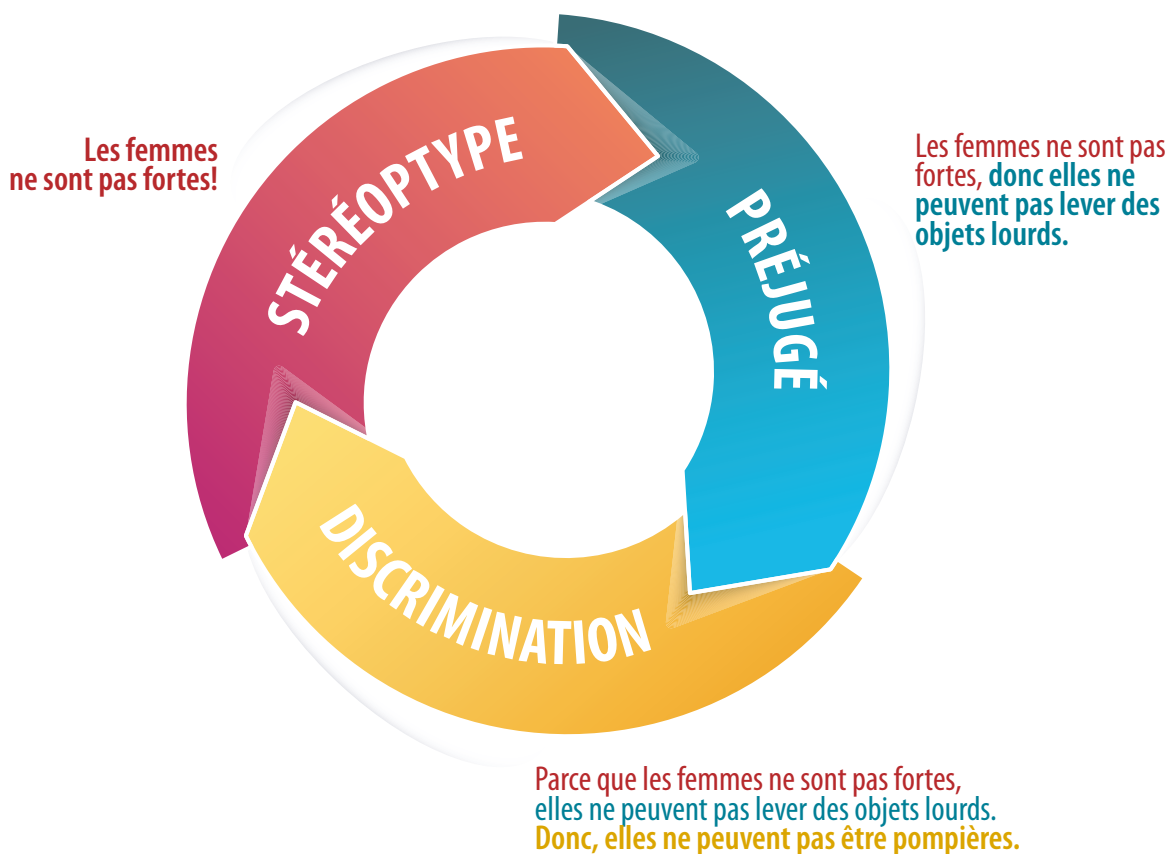 STÉRÉOPTYPE
Les femmes
ne sont pas fortes!
PRÉJUGÉ
Les femmes ne sont pas
fortes, donc elles ne
peuvent pas lever des
objets lourds.
DISCRIMINATION
Parce que les femmes ne sont pas fortes,
elles ne peuvent pas lever des objets lourds.
Donc, elles ne peuvent pas être pompières.